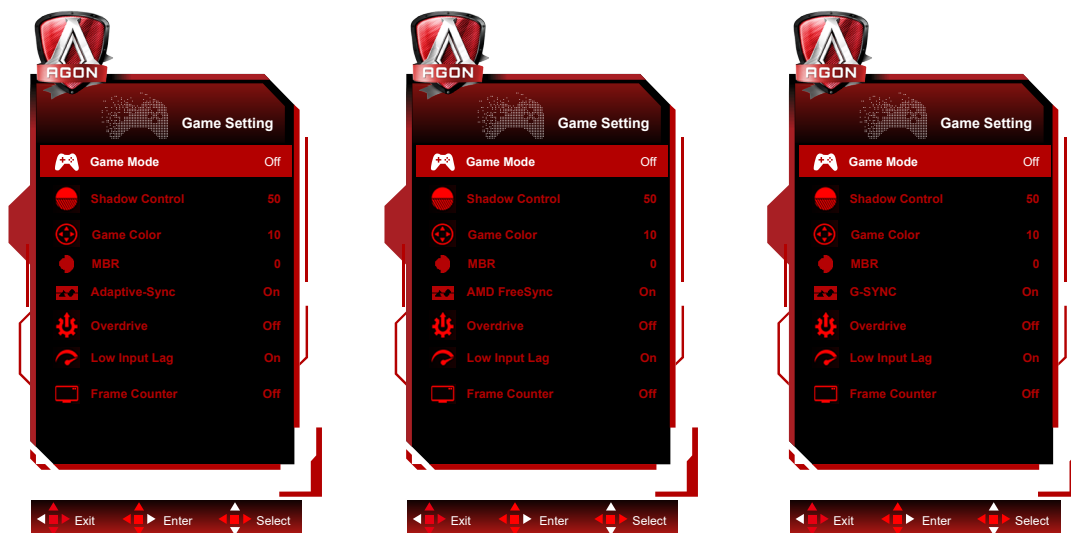 AGON
Game Setting
Game Mode Off
Shadow Control 50
Game Color 10
MBR 0
Adaptive-Sync On
Overdrive Off
Low Input Lag On
Frame Counter Off
Exit Enter Select
AGON
Game Setting
Game Mode Off
Shadow Control 50
Game Color 10
MBR 0
AMD FreeSync On
Overdrive Off
Low Input Lag On
Frame Counter Off
Exit Enter Select
AGON
Game Setting
Game Mode Off
Shadow Control 50
Game Color 10
MBR 0
G-SYNC On
Overdrive Off
Low Input Lag On
Frame Counter Off
Exit Enter Select